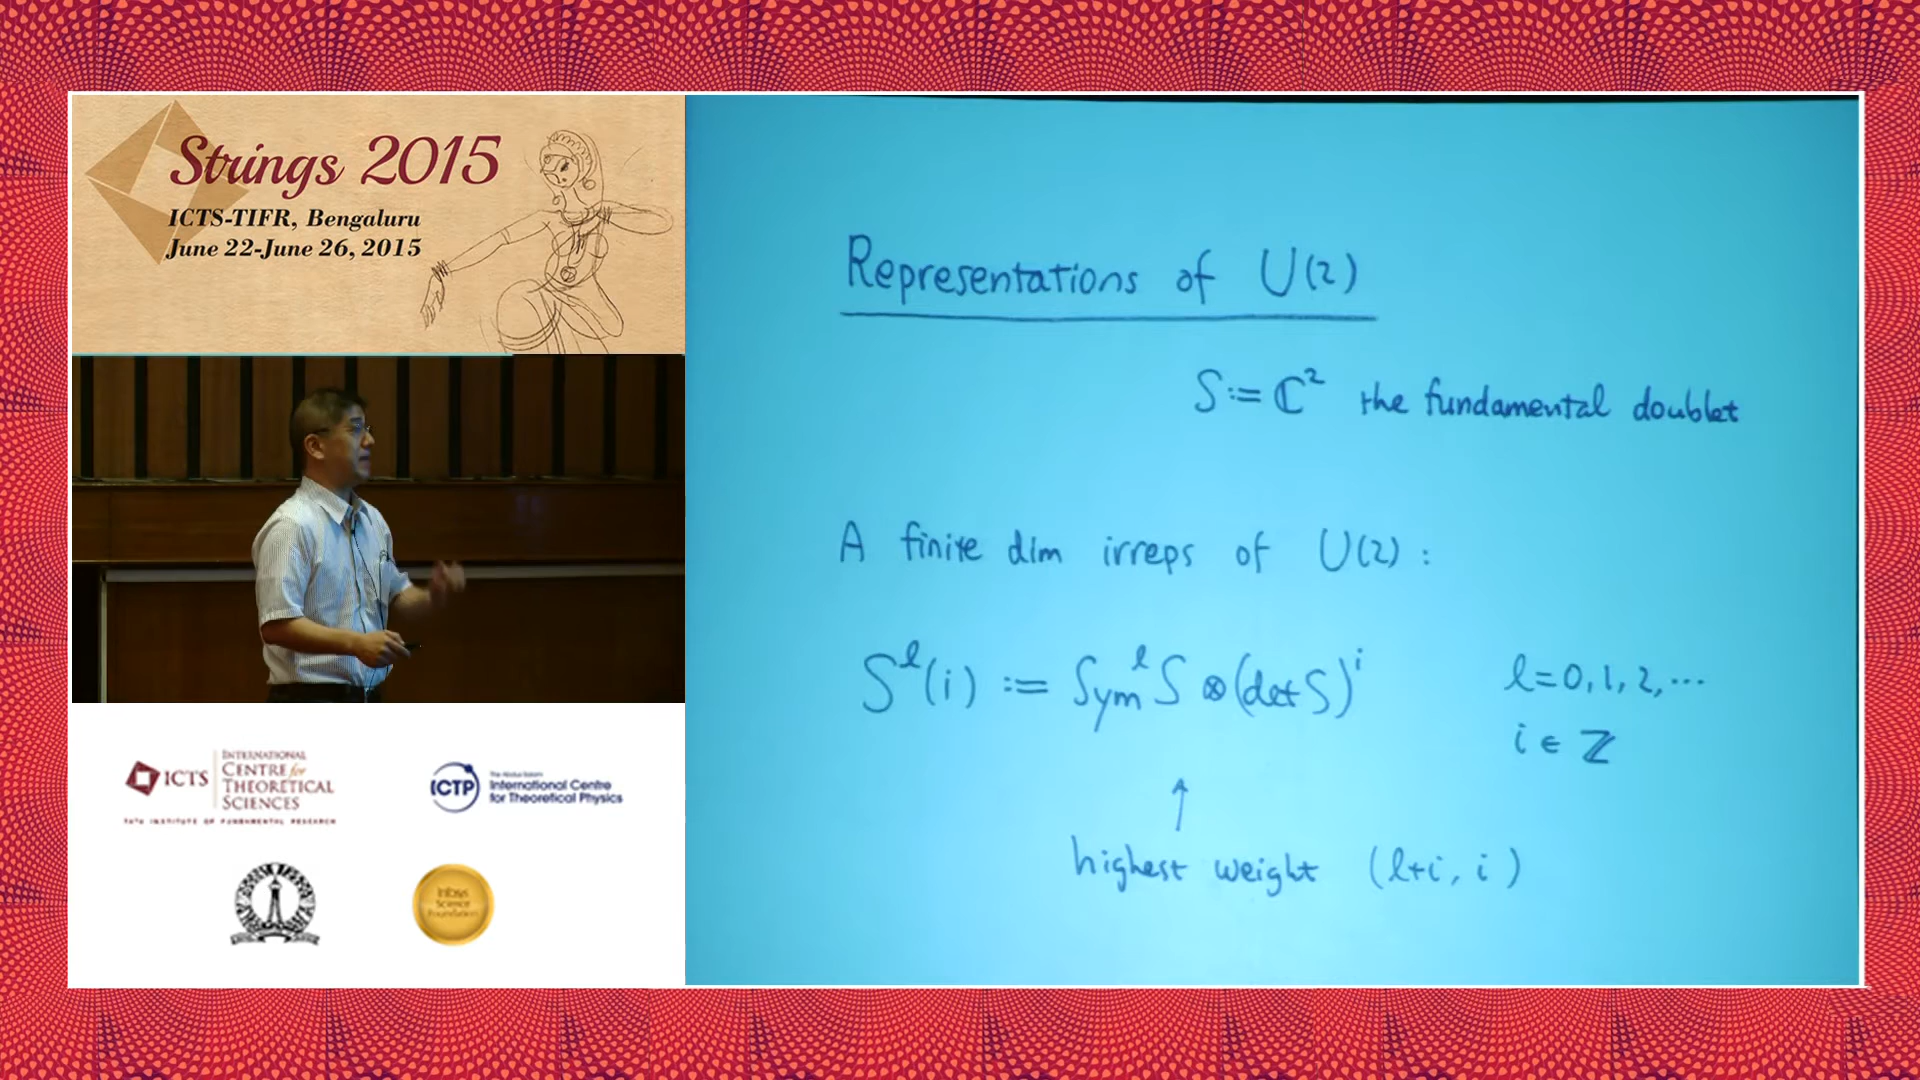 Strings 2015
ICTS-TIFR, Bengaluru
June 22-June 26, 2015
Representations of U(2)
S := ℂ² the fundamental doublet
A finite dim irreps of U(2) :
Sˡ(i) := SymˡS ⊗ (det S)ⁱ
l = 0, 1, 2, ...
i ∈ ℤ
↑
highest weight (l+i, i)
ICTS
INTERNATIONAL
CENTRE for
THEORETICAL
SCIENCES
TATA INSTITUTE OF FUNDAMENTAL RESEARCH
ICTP
The Abdus Salam
International Centre
for Theoretical Physics
Infosys
Science
Foundation